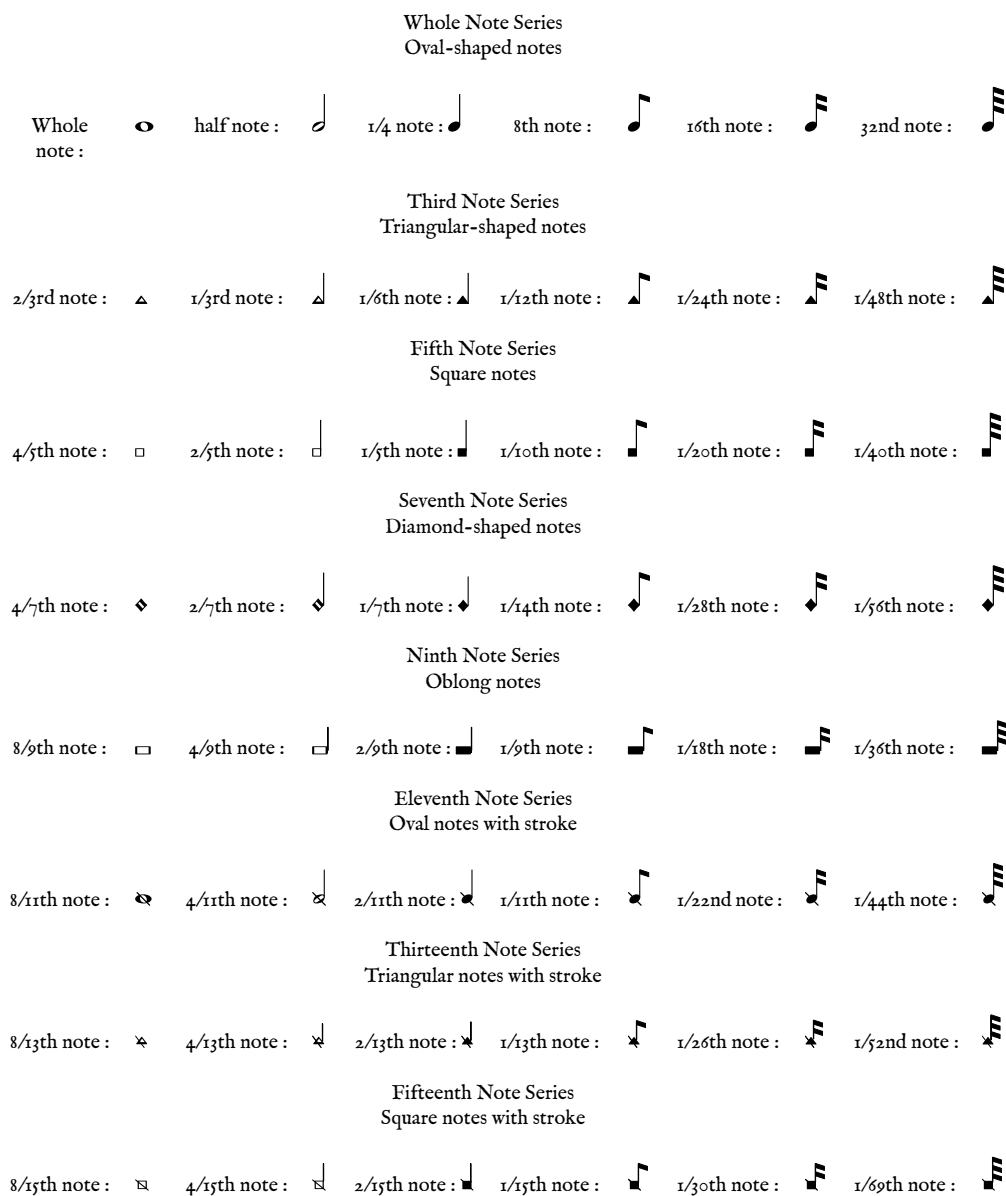 Whole Note Series
Oval-shaped notes
Whole note : half note : 1/4 note : 8th note : 16th note : 32nd note :
Third Note Series
Triangular-shaped notes
2/3rd note : 1/3rd note : 1/6th note : 1/12th note : 1/24th note : 1/48th note :
Fifth Note Series
Square notes
4/5th note : 2/5th note : 1/5th note : 1/10th note : 1/20th note : 1/40th note :
Seventh Note Series
Diamond-shaped notes
4/7th note : 2/7th note : 1/7th note : 1/14th note : 1/28th note : 1/56th note :
Ninth Note Series
Oblong notes
8/9th note : 4/9th note : 2/9th note : 1/9th note : 1/18th note : 1/36th note :
Eleventh Note Series
Oval notes with stroke
8/11th note : 4/11th note : 2/11th note : 1/11th note : 1/22nd note : 1/44th note :
Thirteenth Note Series
Triangular notes with stroke
8/13th note : 4/13th note : 2/13th note : 1/13th note : 1/26th note : 1/52nd note :
Fifteenth Note Series
Square notes with stroke
8/15th note : 4/15th note : 2/15th note : 1/15th note : 1/30th note : 1/69th note :